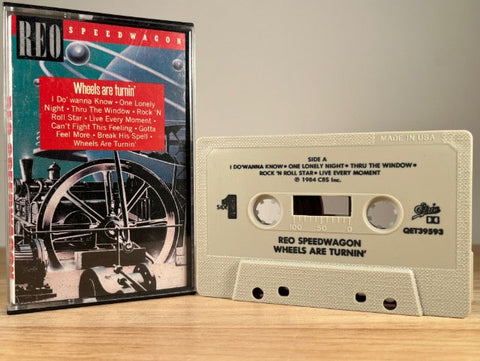 REO SPEEDWAGON
Wheels are turnin'
I Do'wanna Know • One Lonely
Night • Thru The Window • Rock 'N
Roll Star • Live Every Moment •
Can't Fight This Feeling • Gotta
Feel More • Break His Spell •
Wheels Are Turnin'
MADE IN USA
SIDE A
I DO'WANNA KNOW • ONE LONELY NIGHT • THRU THE WINDOW •
ROCK 'N ROLL STAR • LIVE EVERY MOMENT
℗ 1984 CBS Inc.
SIDE 1
Epic
QET39593
100 50 0
REO SPEEDWAGON
WHEELS ARE TURNIN'